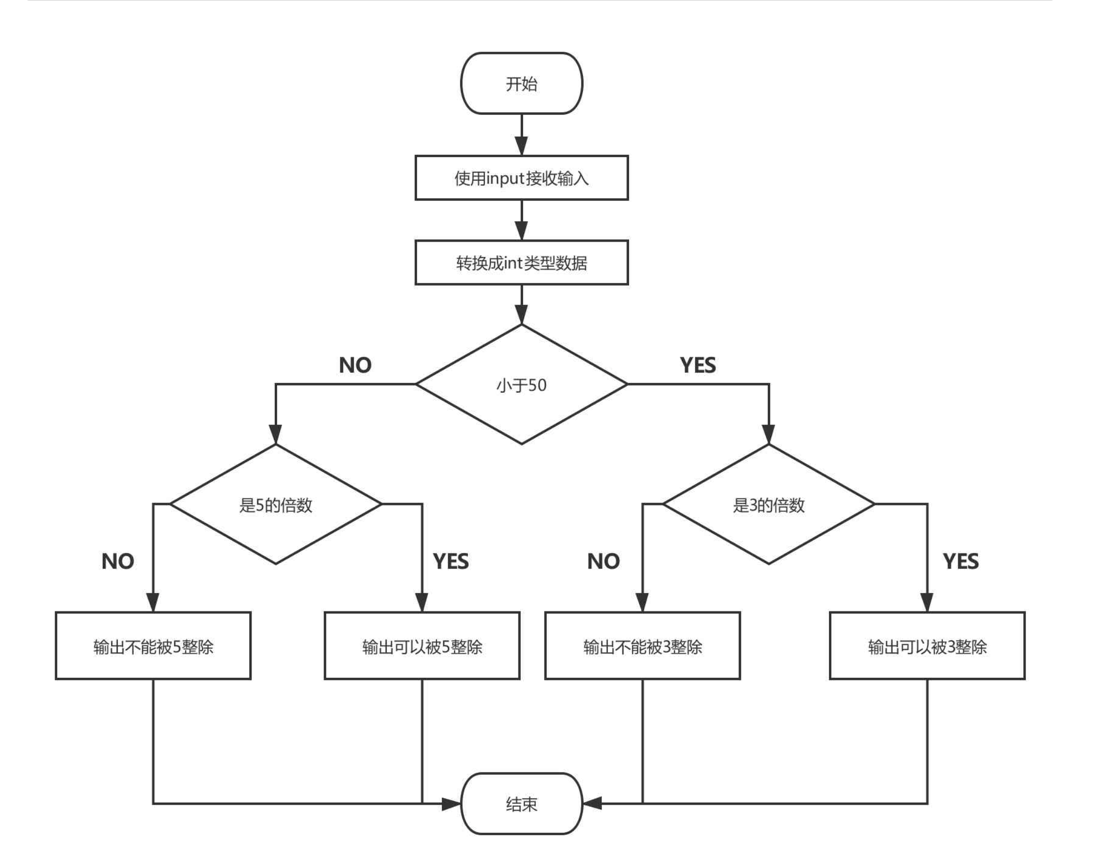 开始
使用input接收输入
转换成int类型数据
NO
YES
小于50
是5的倍数
是3的倍数
NO
YES
NO
YES
输出不能被5整除
输出可以被5整除
输出不能被3整除
输出可以被3整除
结束